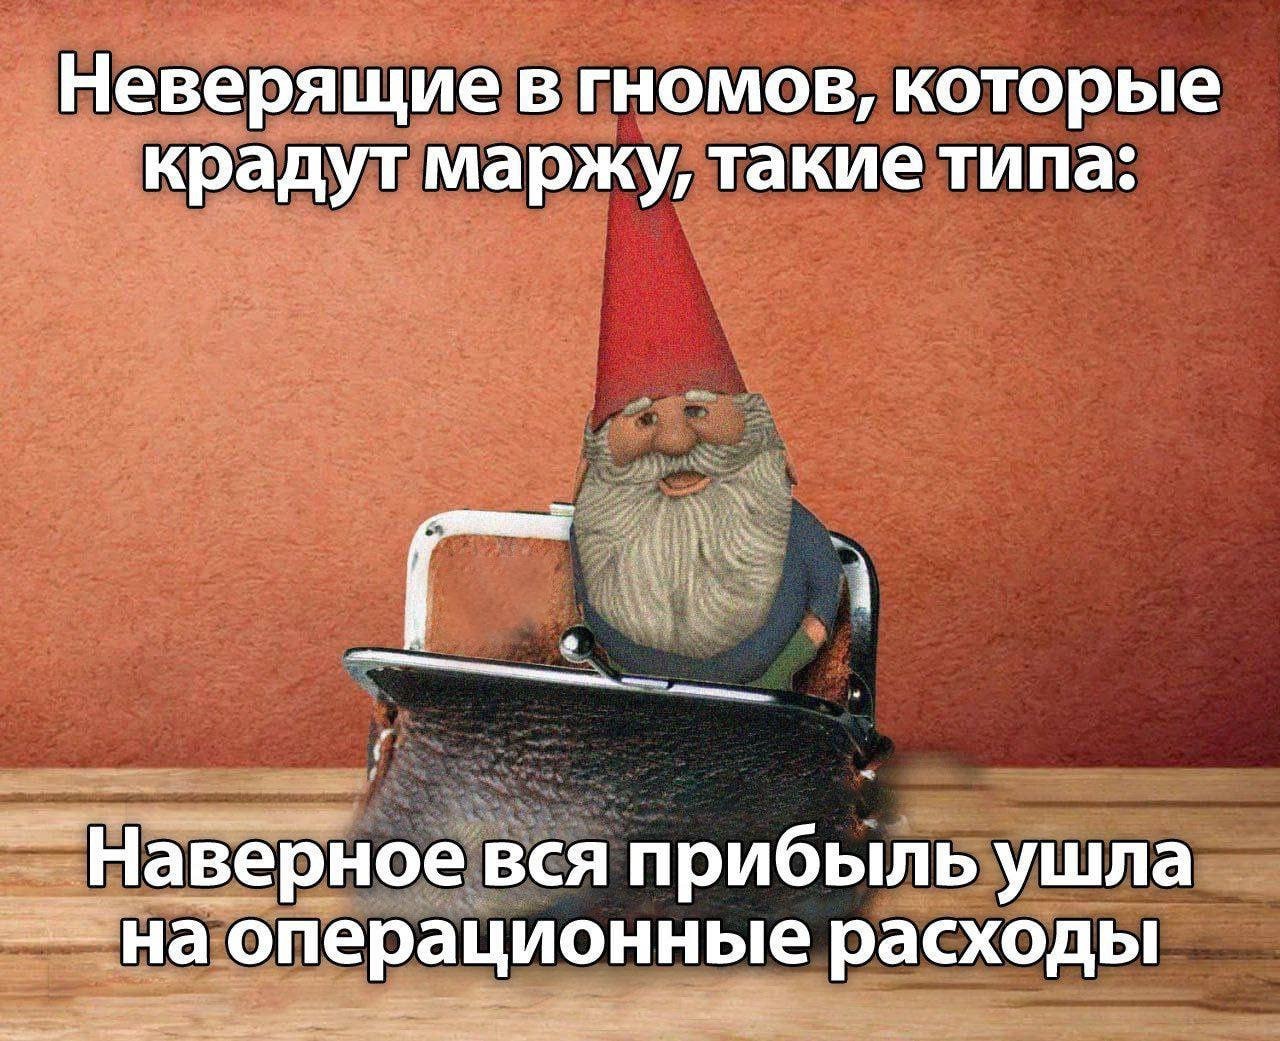 Неверящие в гномов, которые
крадут маржу, такие типа:
Наверное вся прибыль ушла
на операционные расходы